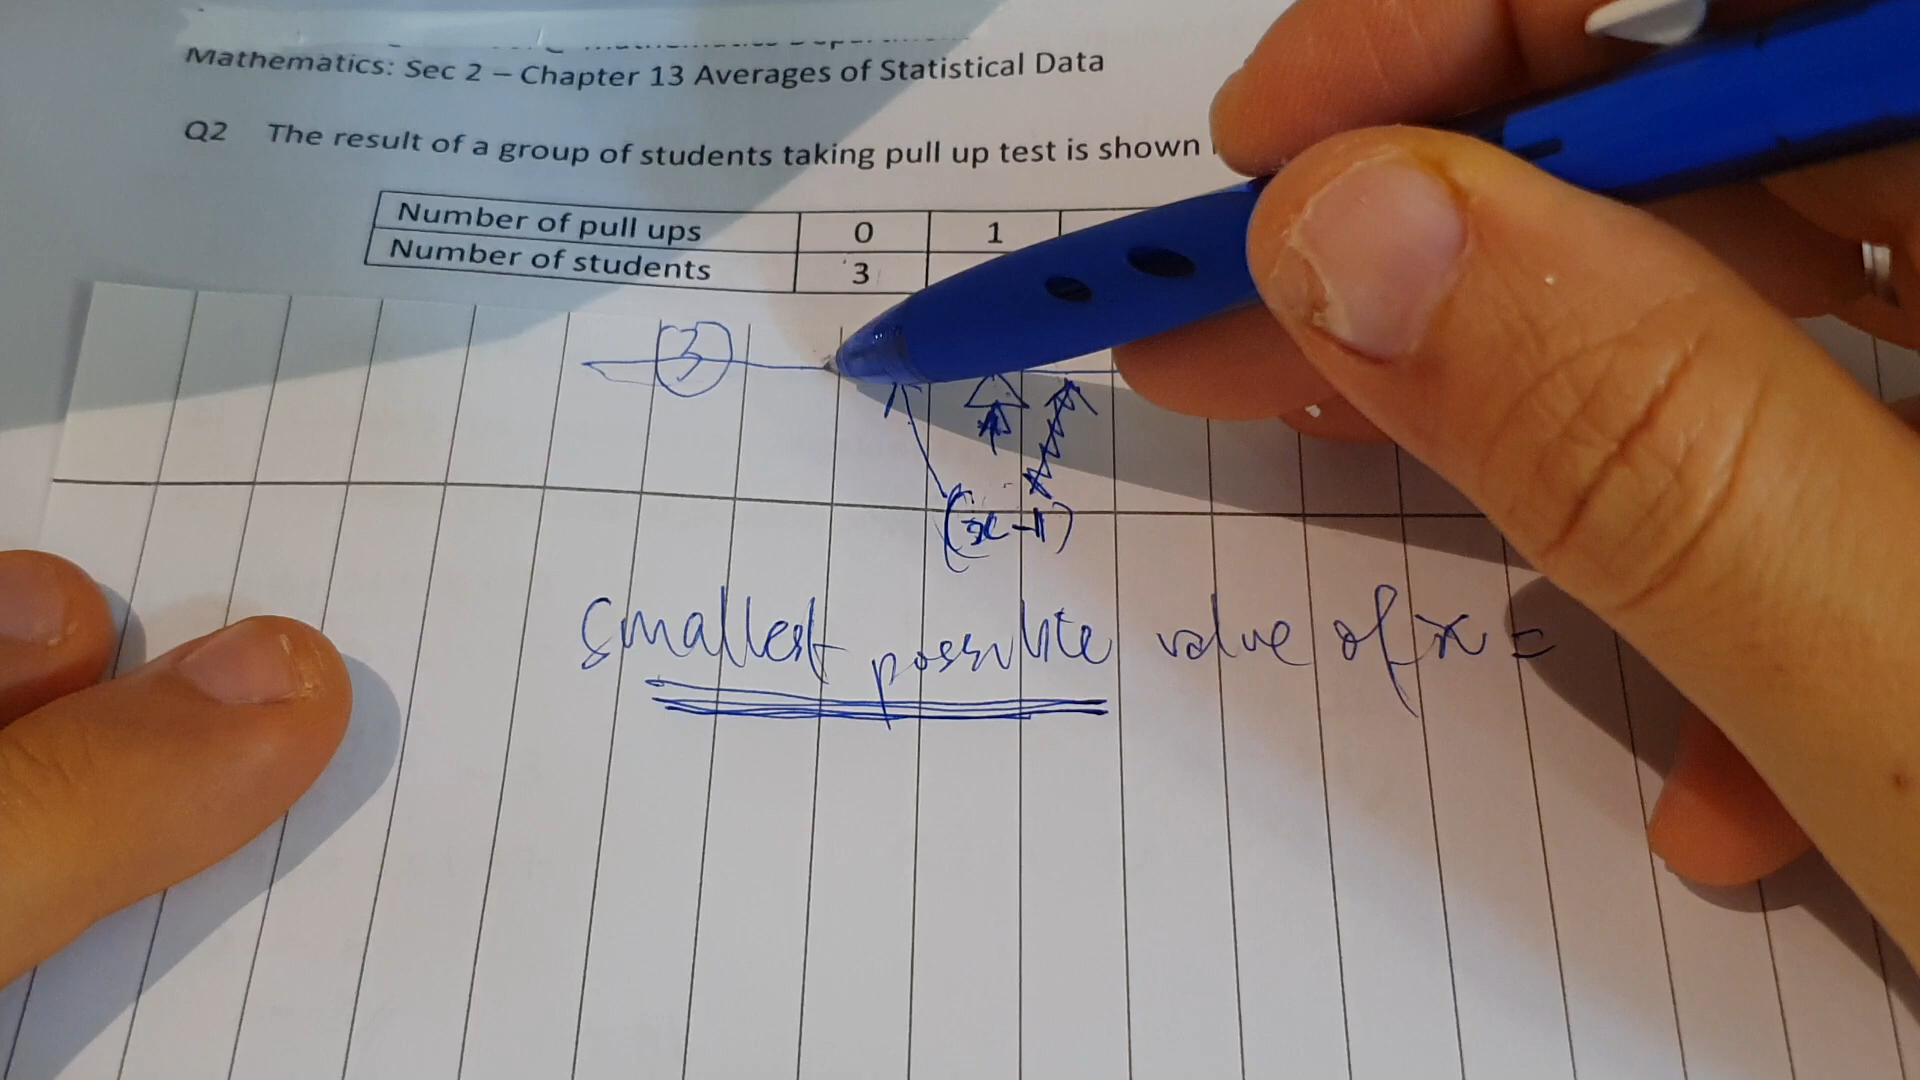 Mathematics: Sec 2 – Chapter 13 Averages of Statistical Data
Q2 The result of a group of students taking pull up test is shown
Number of pull ups 0 1
Number of students 3
3
(x-1)
Smallest possible value of x =